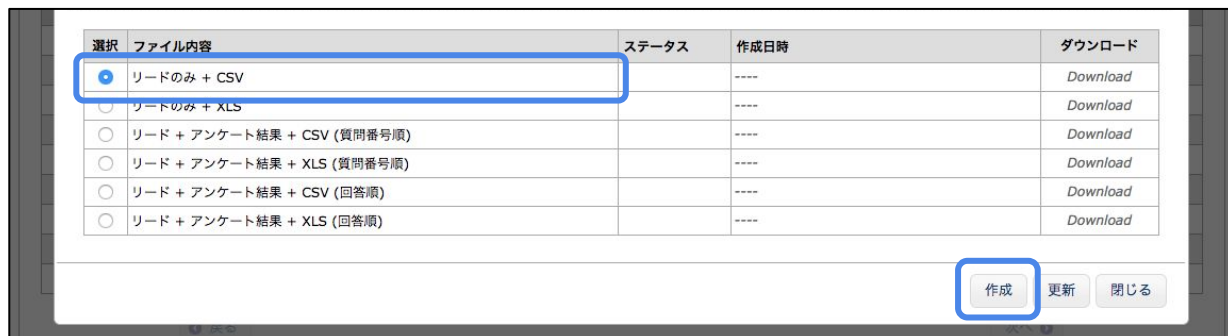 選択 ファイル内容 ステータス 作成日時 ダウンロード
リードのみ + CSV ---- Download
リードのみ + XLS ---- Download
リード + アンケート結果 + CSV (質問番号順) ---- Download
リード + アンケート結果 + XLS (質問番号順) ---- Download
リード + アンケート結果 + CSV (回答順) ---- Download
リード + アンケート結果 + XLS (回答順) ---- Download
作成 更新 閉じる
戻る 次へ